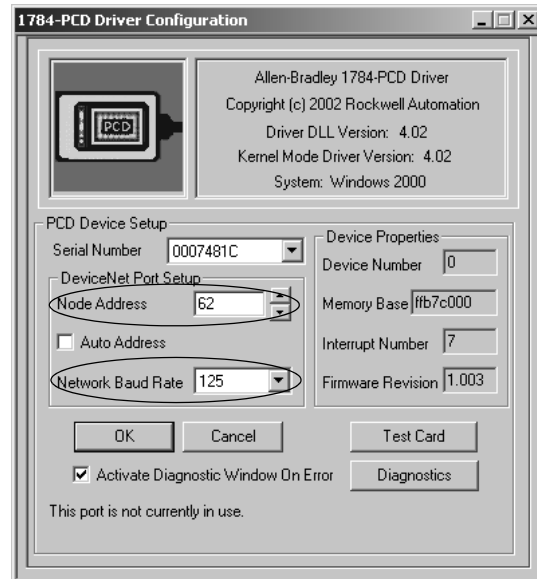 1784-PCD Driver Configuration
PCD
Allen-Bradley 1784-PCD Driver
Copyright (c) 2002 Rockwell Automation
Driver DLL Version: 4.02
Kernel Mode Driver Version: 4.02
System: Windows 2000
PCD Device Setup
Serial Number 0007481C
DeviceNet Port Setup
Node Address 62
Auto Address
Network Baud Rate 125
Device Properties
Device Number 0
Memory Base ffb7c000
Interrupt Number 7
Firmware Revision 1.003
OK Cancel Test Card
Activate Diagnostic Window On Error Diagnostics
This port is not currently in use.